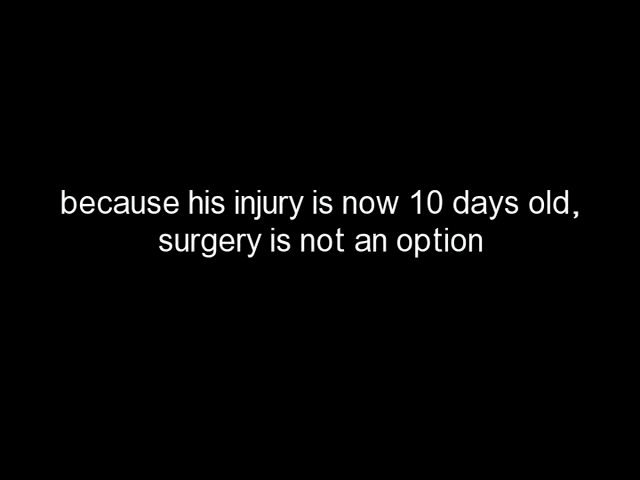 because his injury is now 10 days old,
surgery is not an option